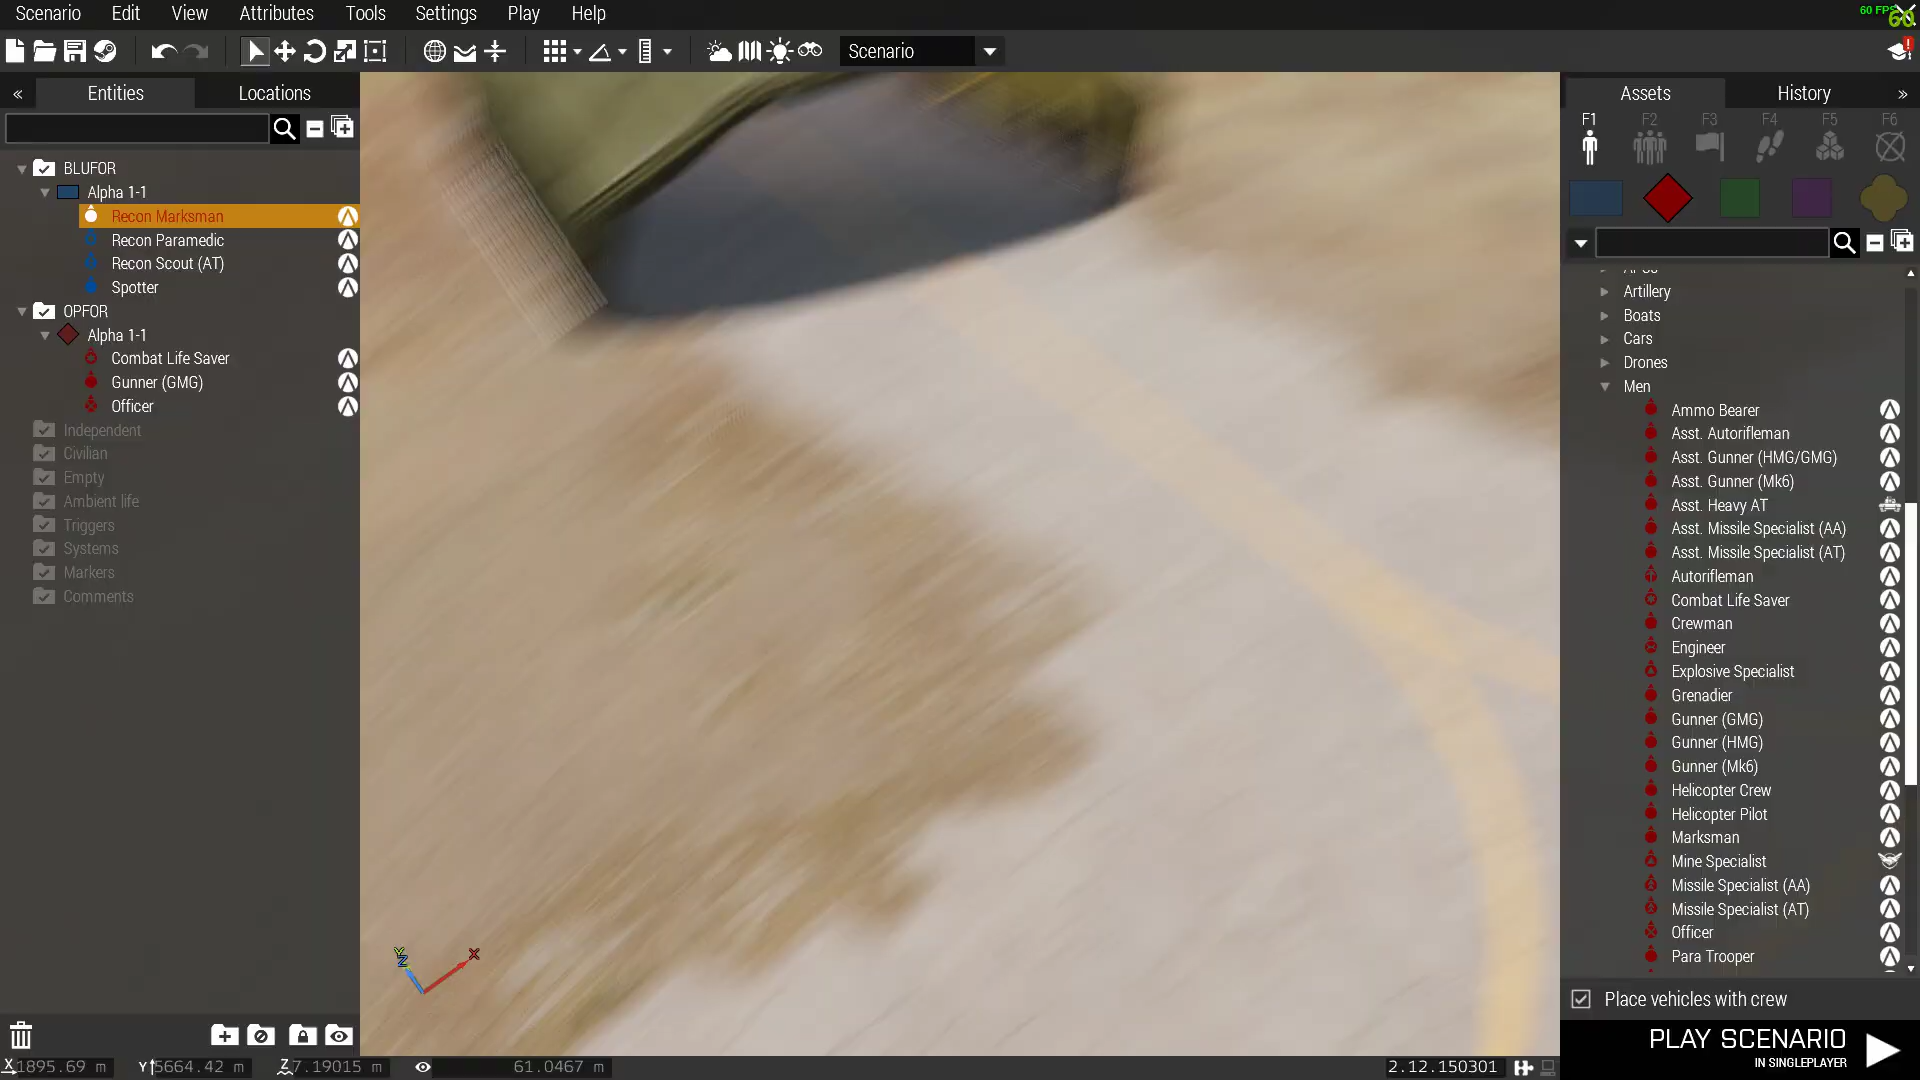 Scenario Edit View Attributes Tools Settings Play Help
60 FPS
60
Scenario
« Entities Locations
BLUFOR
Alpha 1-1
Recon Marksman
Recon Paramedic
Recon Scout (AT)
Spotter
OPFOR
Alpha 1-1
Combat Life Saver
Gunner (GMG)
Officer
Independent
Civilian
Empty
Ambient life
Triggers
Systems
Markers
Comments
Assets History »
F1 F2 F3 F4 F5 F6
Artillery
Boats
Cars
Drones
Men
Ammo Bearer
Asst. Autorifleman
Asst. Gunner (HMG/GMG)
Asst. Gunner (Mk6)
Asst. Heavy AT
Asst. Missile Specialist (AA)
Asst. Missile Specialist (AT)
Autorifleman
Combat Life Saver
Crewman
Engineer
Explosive Specialist
Grenadier
Gunner (GMG)
Gunner (HMG)
Gunner (Mk6)
Helicopter Crew
Helicopter Pilot
Marksman
Mine Specialist
Missile Specialist (AA)
Missile Specialist (AT)
Officer
Para Trooper
Place vehicles with crew
PLAY SCENARIO
IN SINGLEPLAYER
Y Z X
X 1895.69 m Y 5664.42 m Z 7.19015 m 61.0467 m 2.12.150301